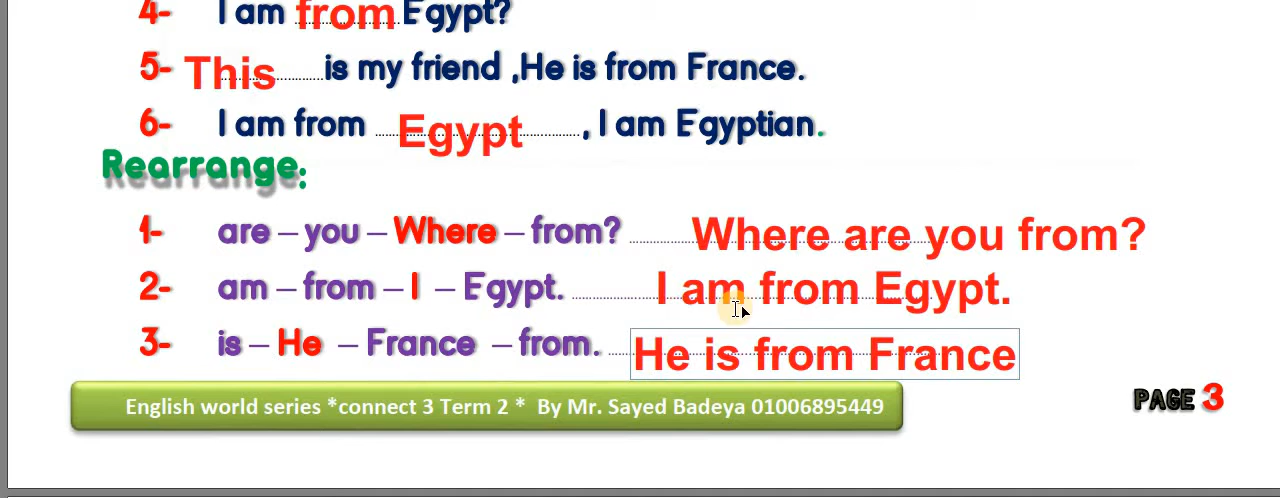 4- I am from Egypt?
5- This is my friend ,He is from France.
6- I am from Egypt , I am Egyptian.
Rearrange:
1- are – you – Where – from? Where are you from?
2- am – from – I – Egypt. I am from Egypt.
3- is – He – France – from. He is from France
English world series *connect 3 Term 2 * By Mr. Sayed Badeya 01006895449
PAGE 3